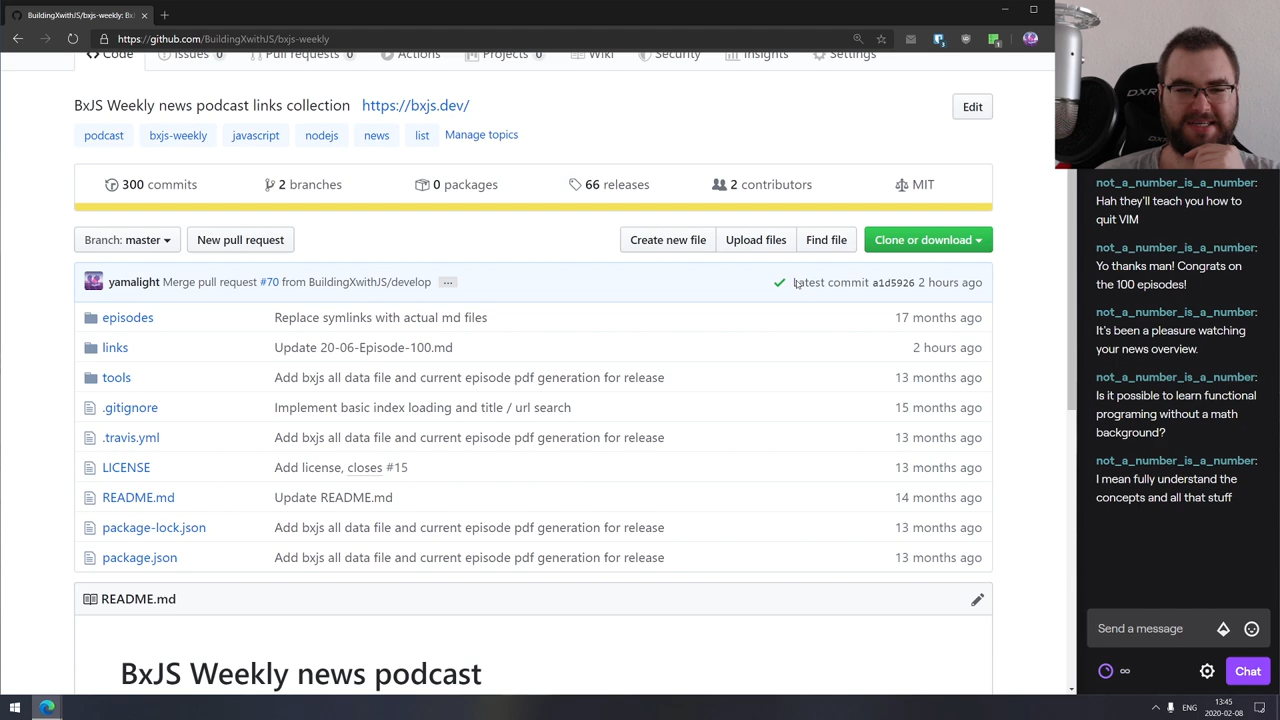 BuildingXwithJS/bxjs-weekly: BxJ
https://github.com/BuildingXwithJS/bxjs-weekly
Code
Issues 0
Pull requests 0
Actions
Projects 0
Wiki
Security
Insights
Settings
BxJS Weekly news podcast links collection https://bxjs.dev/
Edit
podcast bxjs-weekly javascript nodejs news list Manage topics
300 commits 2 branches 0 packages 66 releases 2 contributors MIT
Branch: master New pull request Create new file Upload files Find file Clone or download
yamalight Merge pull request #70 from BuildingXwithJS/develop ... Latest commit a1d5926 2 hours ago
episodes Replace symlinks with actual md files 17 months ago
links Update 20-06-Episode-100.md 2 hours ago
tools Add bxjs all data file and current episode pdf generation for release 13 months ago
.gitignore Implement basic index loading and title / url search 15 months ago
.travis.yml Add bxjs all data file and current episode pdf generation for release 13 months ago
LICENSE Add license, closes #15 13 months ago
README.md Update README.md 14 months ago
package-lock.json Add bxjs all data file and current episode pdf generation for release 13 months ago
package.json Add bxjs all data file and current episode pdf generation for release 13 months ago
README.md
BxJS Weekly news podcast
DXR
not_a_number_is_a_number:
Hah they'll teach you how to
quit VIM
not_a_number_is_a_number:
Yo thanks man! Congrats on
the 100 episodes!
not_a_number_is_a_number:
It's been a pleasure watching
your news overview.
not_a_number_is_a_number:
Is it possible to learn functional
programing without a math
background?
not_a_number_is_a_number:
I mean fully understand the
concepts and all that stuff
Send a message
∞
Chat
ENG
13:45
2020-02-08